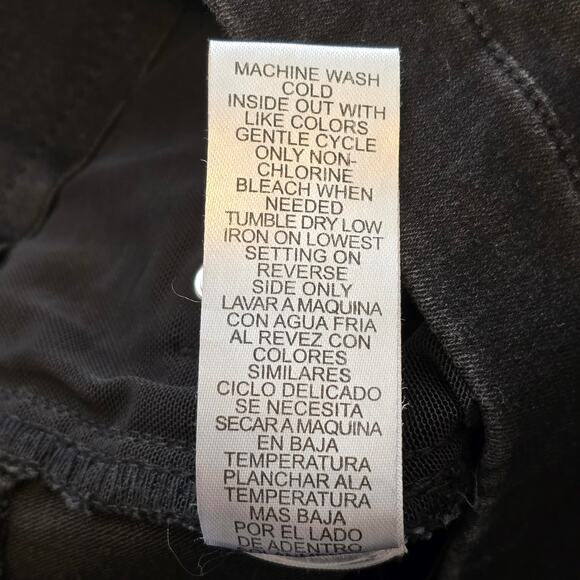 MACHINE WASH
COLD
INSIDE OUT WITH
LIKE COLORS
GENTLE CYCLE
ONLY NON-
CHLORINE
BLEACH WHEN
NEEDED
TUMBLE DRY LOW
IRON ON LOWEST
SETTING ON
REVERSE
SIDE ONLY
LAVAR A MAQUINA
CON AGUA FRIA
AL REVEZ CON
COLORES
SIMILARES
CICLO DELICADO
SE NECESITA
SECAR A MAQUINA
EN BAJA
TEMPERATURA
PLANCHAR ALA
TEMPERATURA
MAS BAJA
POR EL LADO
DE ADENTRO